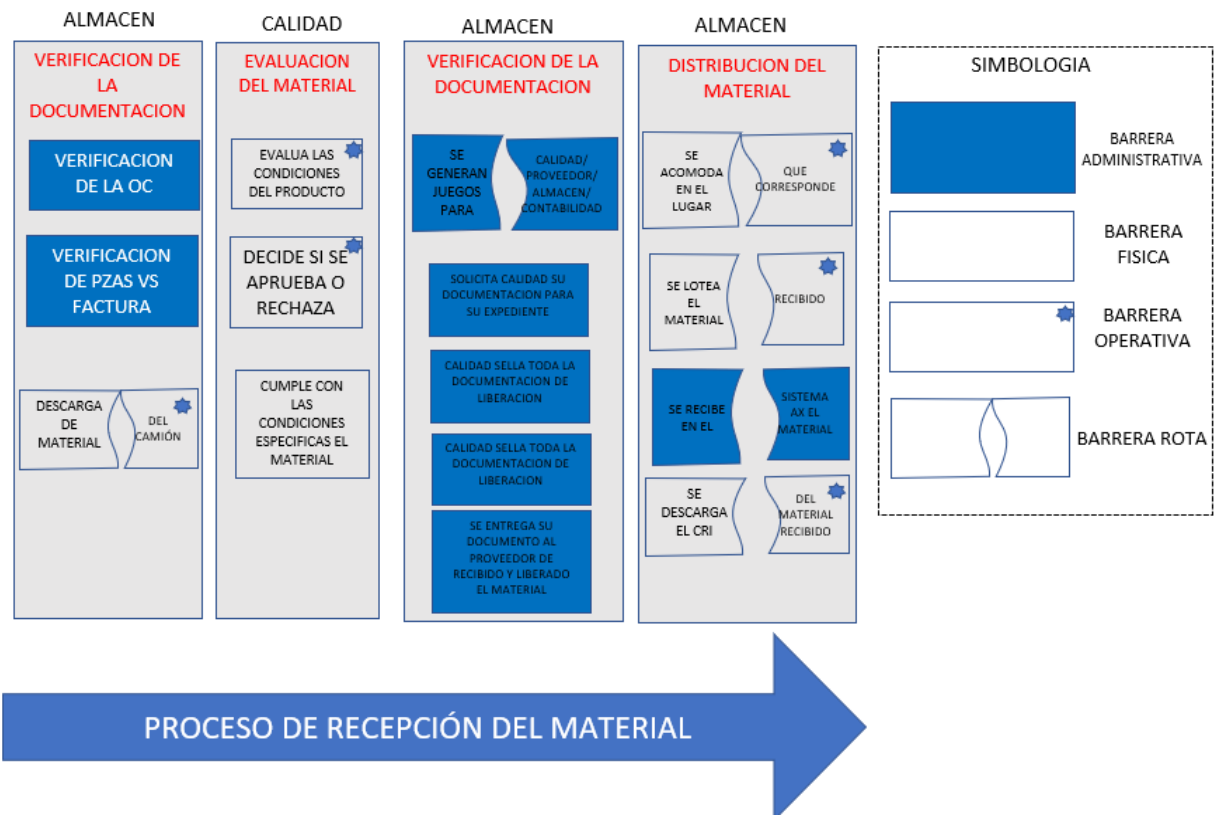 ALMACEN
VERIFICACION DE
LA
DOCUMENTACION
VERIFICACION
DE LA OC
VERIFICACION
DE PZAS VS
FACTURA
DESCARGA
DE
MATERIAL
DEL
CAMIÓN
CALIDAD
EVALUACION
DEL MATERIAL
EVALUA LAS
CONDICIONES
DEL PRODUCTO
DECIDE SI SE
APRUEBA O
RECHAZA
CUMPLE CON
LAS
CONDICIONES
ESPECIFICAS EL
MATERIAL
ALMACEN
VERIFICACION DE LA
DOCUMENTACION
SE
GENERAN
JUEGOS
PARA
CALIDAD/
PROVEEDOR/
ALMACEN/
CONTABILIDAD
SOLICITA CALIDAD SU
DOCUMENTACION PARA
SU EXPEDIENTE
CALIDAD SELLA TODA LA
DOCUMENTACION DE
LIBERACION
CALIDAD SELLA TODA LA
DOCUMENTACION DE
LIBERACION
SE ENTREGA SU
DOCUMENTO AL
PROVEEDOR DE
RECIBIDO Y LIBERADO
EL MATERIAL
ALMACEN
DISTRIBUCION DEL
MATERIAL
SE
ACOMODA
EN EL
LUGAR
QUE
CORRESPONDE
SE LOTEA
EL
MATERIAL
RECIBIDO
SE RECIBE
EN EL
SISTEMA
AX EL
MATERIAL
SE
DESCARGA
EL CRI
DEL
MATERIAL
RECIBIDO
SIMBOLOGIA
BARRERA
ADMINISTRATIVA
BARRERA
FISICA
BARRERA
OPERATIVA
BARRERA ROTA
PROCESO DE RECEPCIÓN DEL MATERIAL